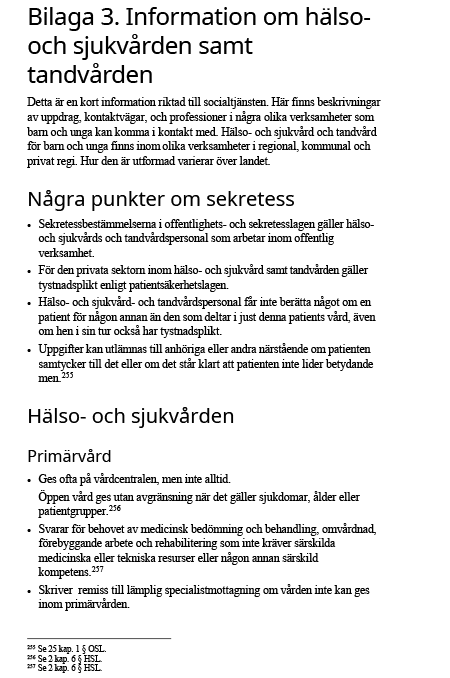 Bilaga 3. Information om hälso-
och sjukvården samt
tandvården
Detta är en kort information riktad till socialtjänsten. Här finns beskrivningar
av uppdrag, kontaktvägar, och professioner i några olika verksamheter som
barn och unga kan komma i kontakt med. Hälso- och sjukvård och tandvård
för barn och unga finns inom olika verksamheter i regional, kommunal och
privat regi. Hur den är utformad varierar över landet.
Några punkter om sekretess
• Sekretessbestämmelserna i offentlighets- och sekretesslagen gäller hälso-
och sjukvårds och tandvårdspersonal som arbetar inom offentlig
verksamhet.
• För den privata sektorn inom hälso- och sjukvård samt tandvården gäller
tystnadsplikt enligt patientsäkerhetslagen.
• Hälso- och sjukvård- och tandvårdspersonal får inte berätta något om en
patient för någon annan än den som deltar i just denna patients vård, även
om hen i sin tur också har tystnadsplikt.
• Uppgifter kan utlämnas till anhöriga eller andra närstående om patienten
samtycker till det eller om det står klart att patienten inte lider betydande
men.255
Hälso- och sjukvården
Primärvård
• Ges ofta på vårdcentralen, men inte alltid.
Öppen vård ges utan avgränsning när det gäller sjukdomar, ålder eller
patientgrupper.256
• Svarar för behovet av medicinsk bedömning och behandling, omvårdnad,
förebyggande arbete och rehabilitering som inte kräver särskilda
medicinska eller tekniska resurser eller någon annan särskild
kompetens.257
• Skriver remiss till lämplig specialistmottagning om vården inte kan ges
inom primärvården.
255 Se 25 kap. 1 § OSL.
256 Se 2 kap. 6 § HSL.
257 Se 2 kap. 6 § HSL.